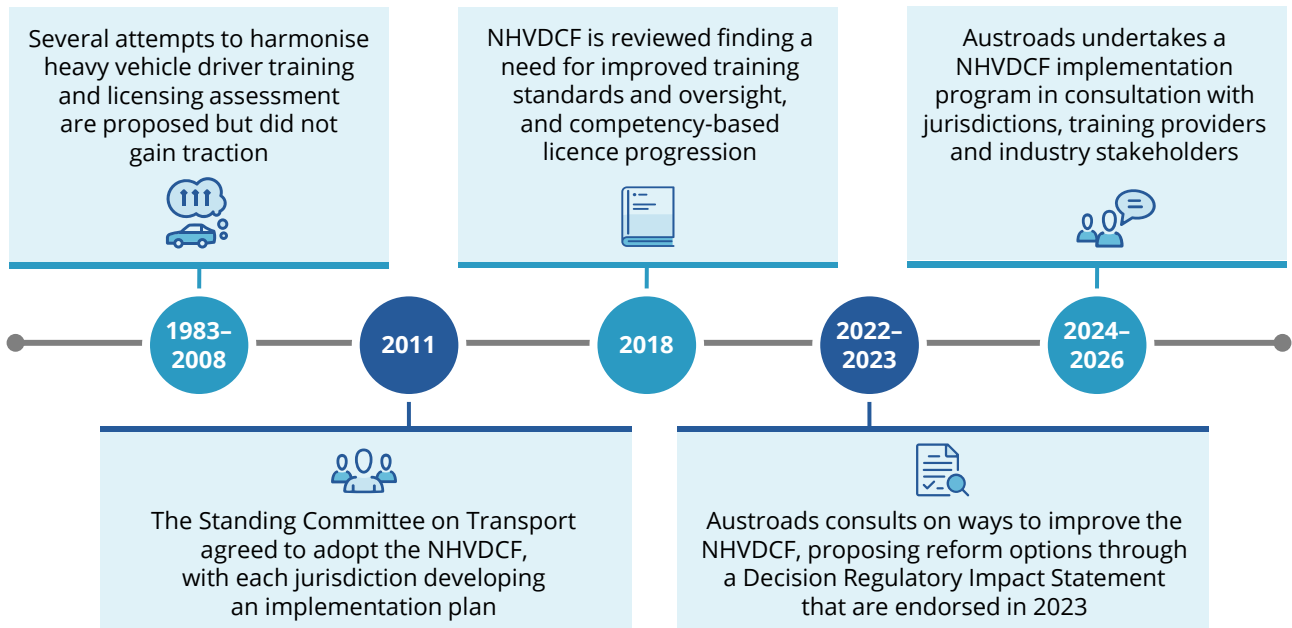 Several attempts to harmonise
heavy vehicle driver training
and licensing assessment
are proposed but did not
gain traction
NHVDCF is reviewed finding a
need for improved training
standards and oversight,
and competency-based
licence progression
Austroads undertakes a
NHVDCF implementation
program in consultation with
jurisdictions, training providers
and industry stakeholders
1983–
2008
2011
2018
2022–
2023
2024–
2026
The Standing Committee on Transport
agreed to adopt the NHVDCF,
with each jurisdiction developing
an implementation plan
Austroads consults on ways to improve the
NHVDCF, proposing reform options through
a Decision Regulatory Impact Statement
that are endorsed in 2023